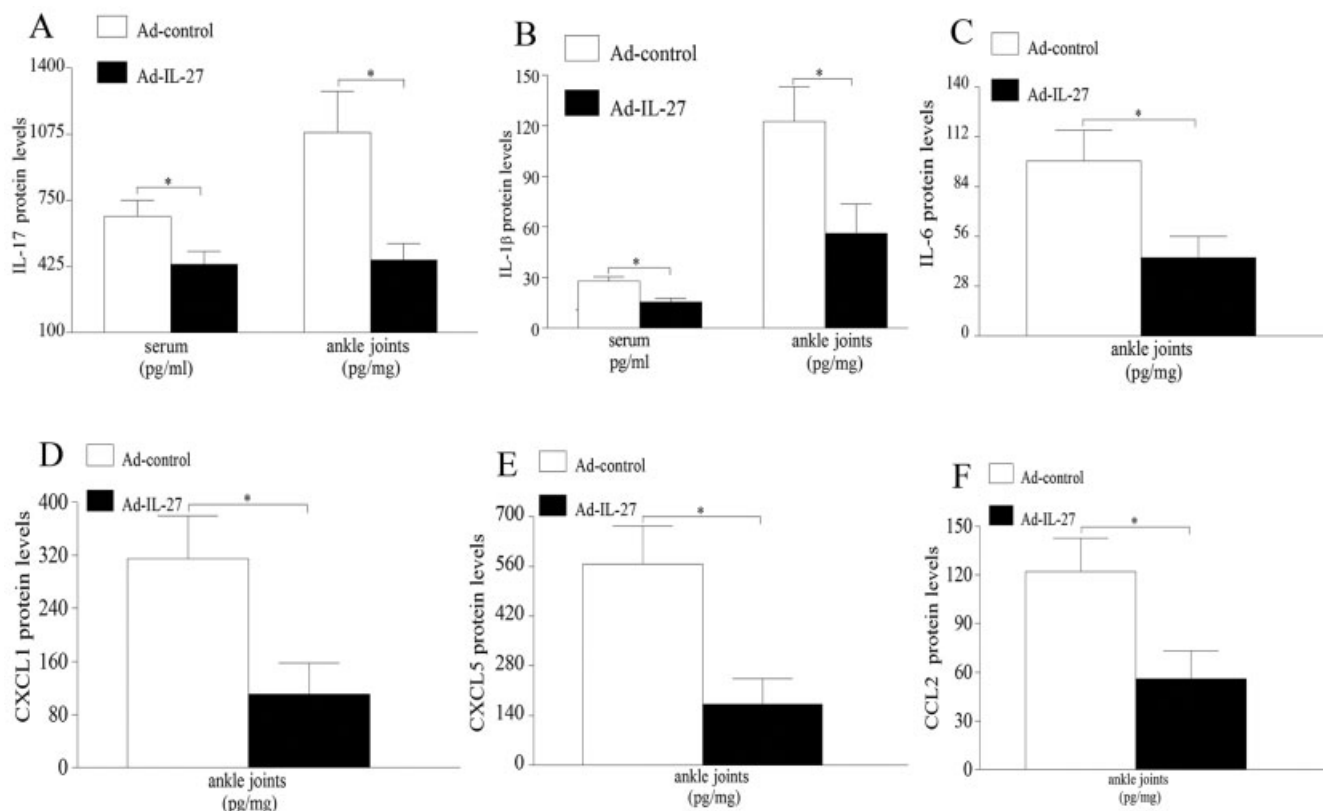 A
Ad-control
Ad-IL-27
IL-17 protein levels
1400
1075
750
425
100
*
*
serum
(pg/ml)
ankle joints
(pg/mg)
B
Ad-control
Ad-IL-27
IL-1β protein levels
150
120
90
60
30
0
*
*
serum
pg/ml
ankle joints
(pg/mg)
C
Ad-control
Ad-IL-27
IL-6 protein levels
140
112
84
56
28
0
*
ankle joints
(pg/mg)
D
Ad-control
Ad-IL-27
CXCL1 protein levels
400
320
240
160
80
0
*
ankle joints
(pg/mg)
E
Ad-control
Ad-IL-27
CXCL5 protein levels
700
560
420
280
140
0
*
ankle joints
(pg/mg)
F
Ad-control
Ad-IL-27
CCL2 protein levels
150
120
90
60
30
0
*
ankle joints
(pg/mg)